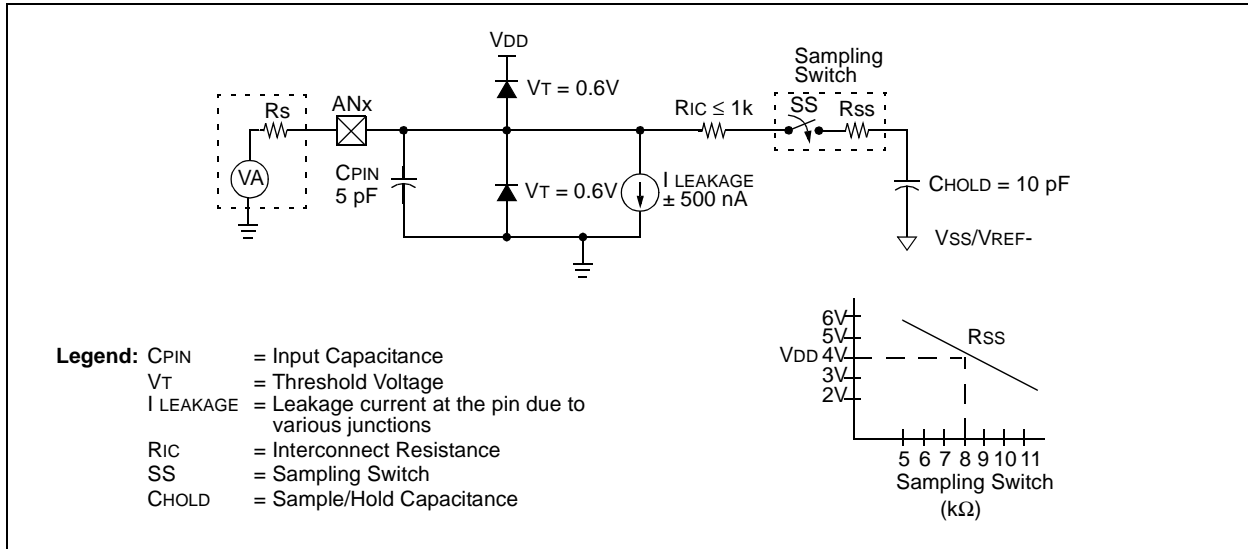 VDD
Sampling
Switch
VT = 0.6V
RS
ANx
RIC ≤ 1k
SS
RSS
VA
CPIN
5 pF
VT = 0.6V
I LEAKAGE
± 500 nA
CHOLD = 10 pF
VSS/VREF-
Legend: CPIN = Input Capacitance
VT = Threshold Voltage
I LEAKAGE = Leakage current at the pin due to
various junctions
RIC = Interconnect Resistance
SS = Sampling Switch
CHOLD = Sample/Hold Capacitance
6V
5V
VDD 4V
3V
2V
RSS
5 6 7 8 9 10 11
Sampling Switch
(kΩ)